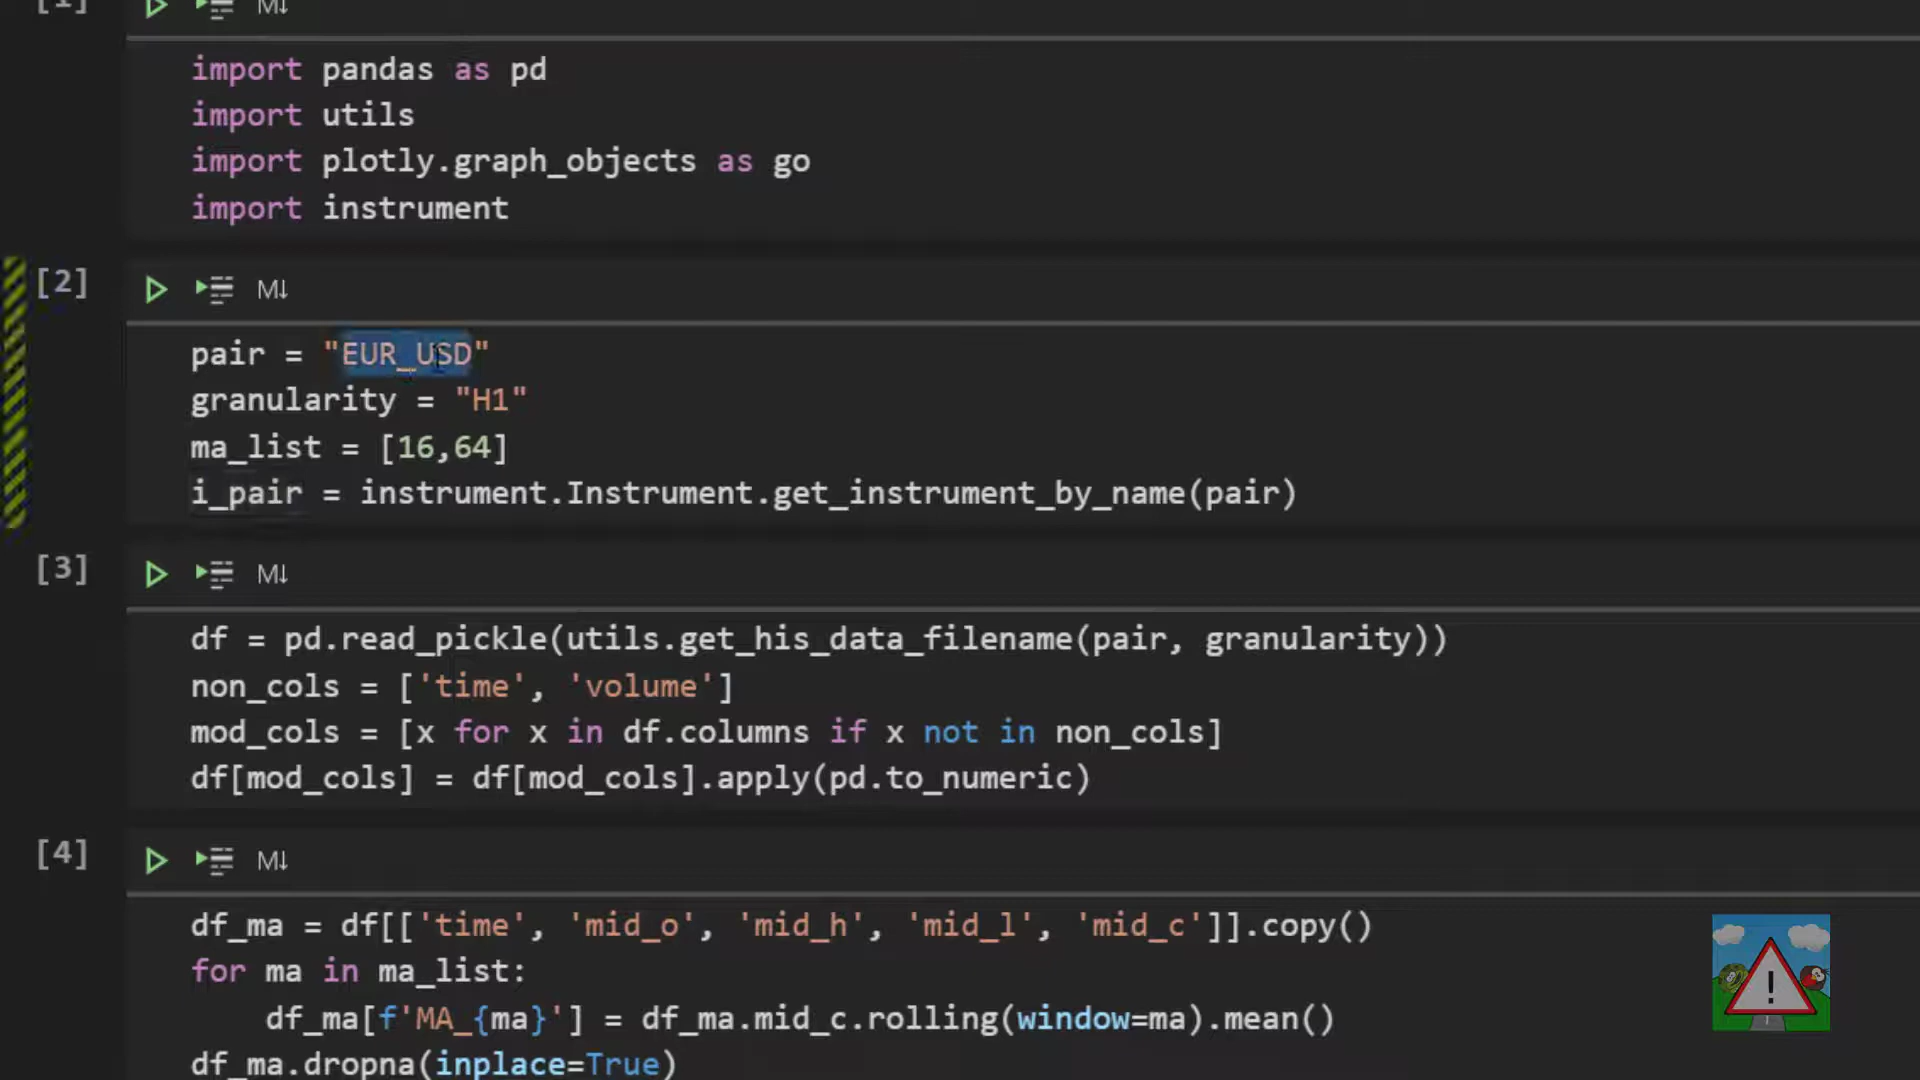 [1] M↓
import pandas as pd
import utils
import plotly.graph_objects as go
import instrument
[2] M↓
pair = "EUR_USD"
granularity = "H1"
ma_list = [16,64]
i_pair = instrument.Instrument.get_instrument_by_name(pair)
[3] M↓
df = pd.read_pickle(utils.get_his_data_filename(pair, granularity))
non_cols = ['time', 'volume']
mod_cols = [x for x in df.columns if x not in non_cols]
df[mod_cols] = df[mod_cols].apply(pd.to_numeric)
[4] M↓
df_ma = df[['time', 'mid_o', 'mid_h', 'mid_l', 'mid_c']].copy()
for ma in ma_list:
    df_ma[f'MA_{ma}'] = df_ma.mid_c.rolling(window=ma).mean()
df_ma.dropna(inplace=True)
!